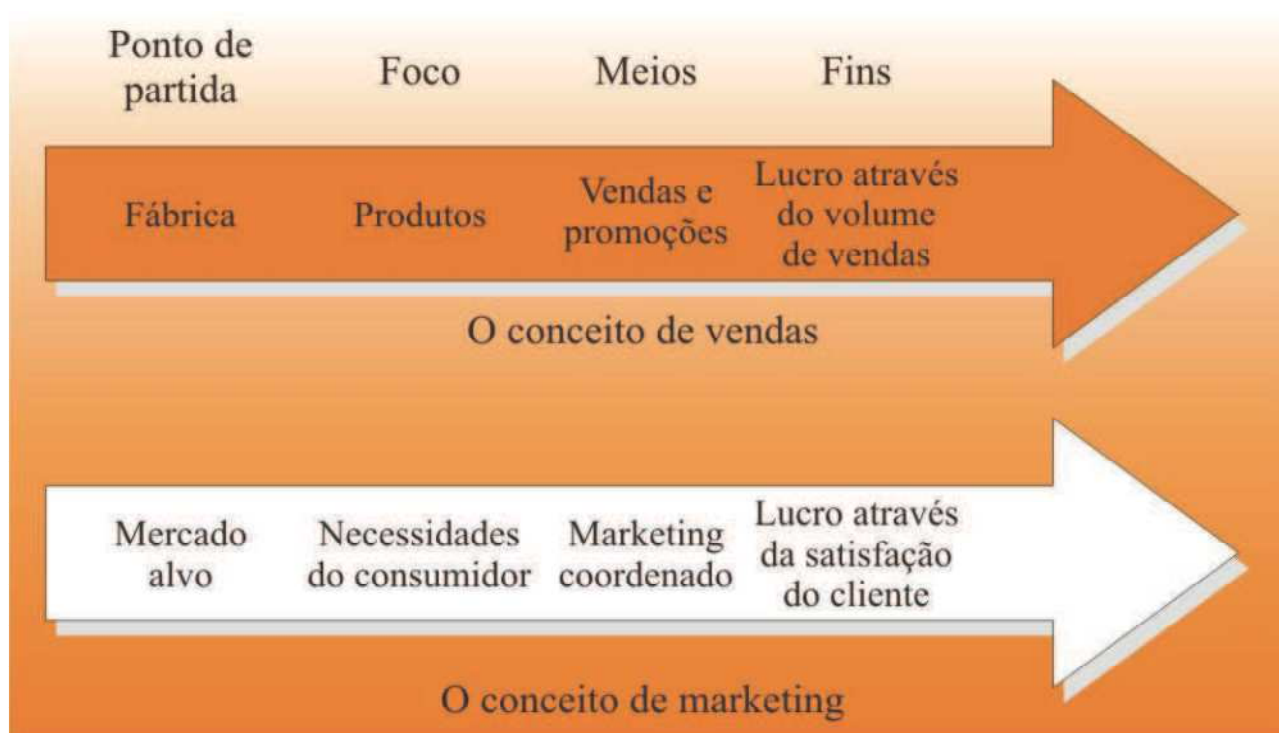 Ponto de
partida
Foco
Meios
Fins
Fábrica
Produtos
Vendas e
promoções
Lucro através
do volume
de vendas
O conceito de vendas
Mercado
alvo
Necessidades
do consumidor
Marketing
coordenado
Lucro através
da satisfação
do cliente
O conceito de marketing